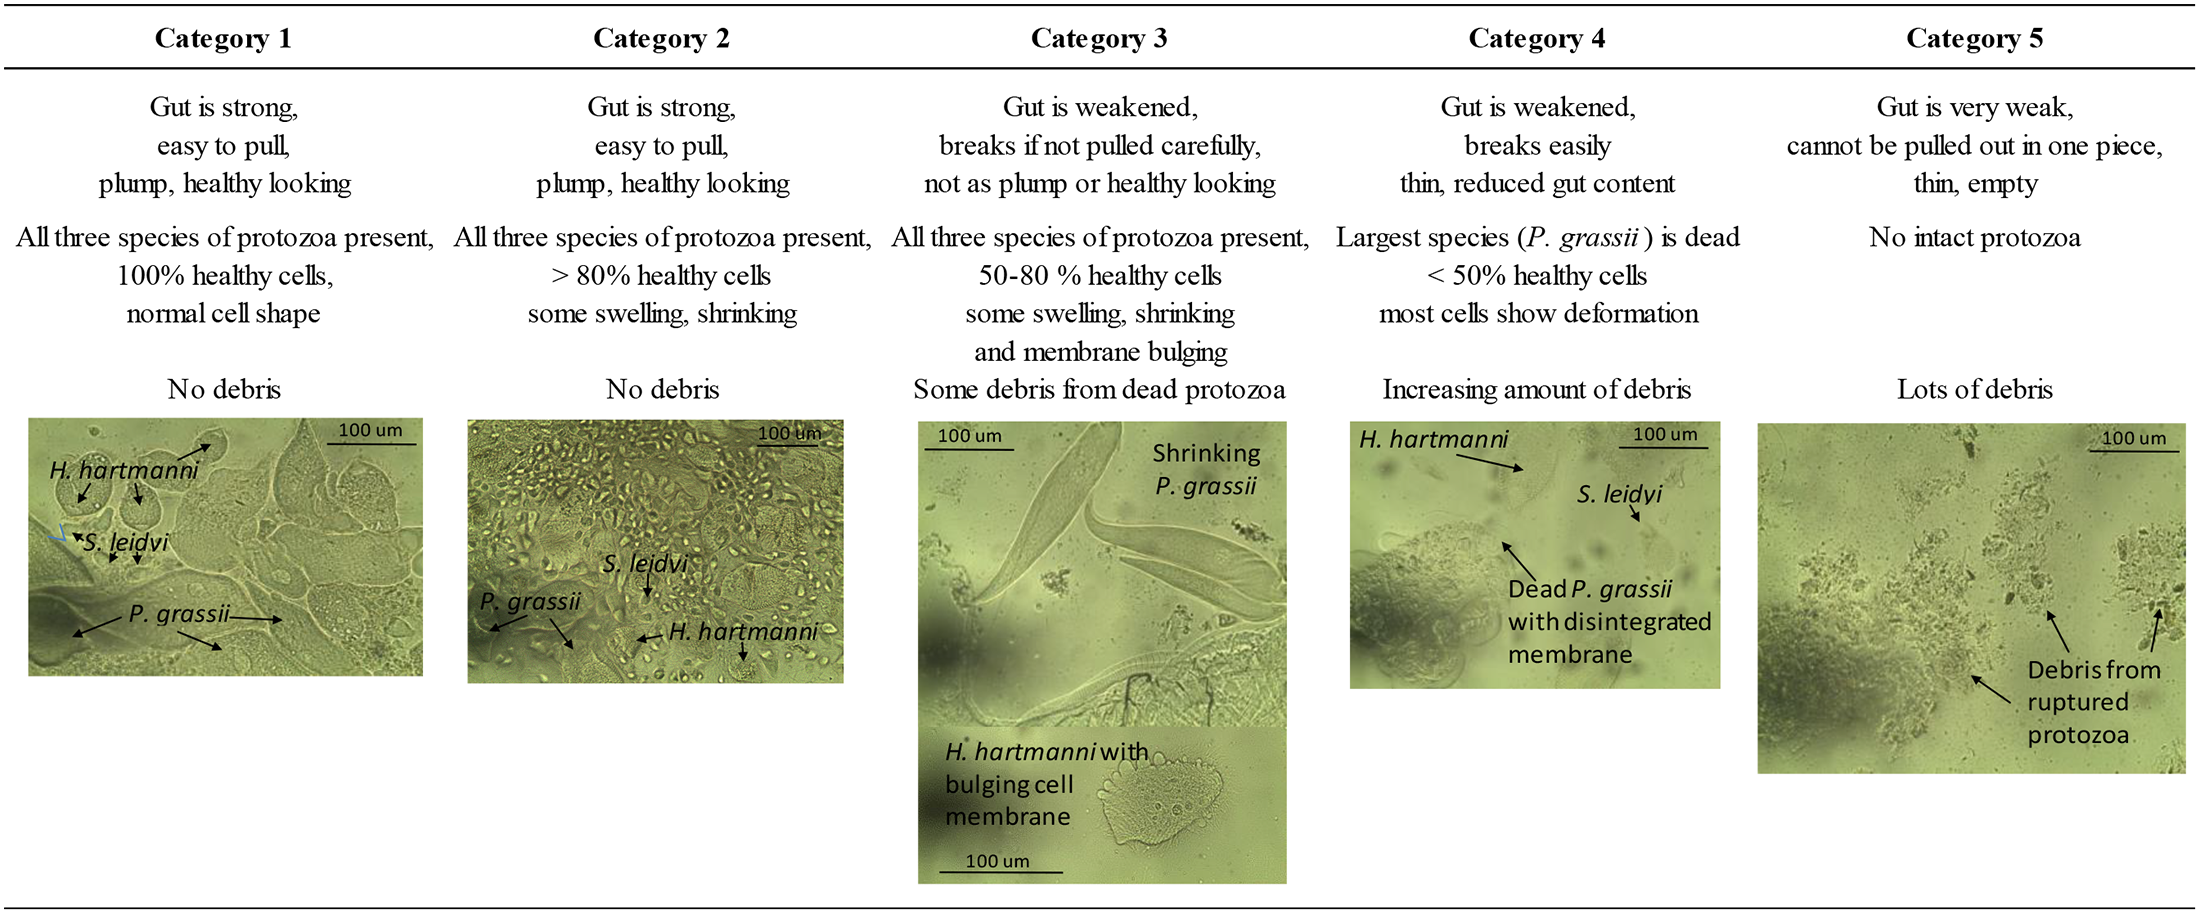 Category 1
Category 2
Category 3
Category 4
Category 5
Gut is strong,
easy to pull,
plump, healthy looking
Gut is strong,
easy to pull,
plump, healthy looking
Gut is weakened,
breaks if not pulled carefully,
not as plump or healthy looking
Gut is weakened,
breaks easily
thin, reduced gut content
Gut is very weak,
cannot be pulled out in one piece,
thin, empty
All three species of protozoa present,
100% healthy cells,
normal cell shape
All three species of protozoa present,
> 80% healthy cells
some swelling, shrinking
All three species of protozoa present,
50-80 % healthy cells
some swelling, shrinking
and membrane bulging
Largest species (P. grassii ) is dead
< 50% healthy cells
most cells show deformation
No intact protozoa
No debris
No debris
Some debris from dead protozoa
Increasing amount of debris
Lots of debris
100 um
H. hartmanni
S. leidvi
P. grassii
100 um
S. leidvi
P. grassii
H. hartmanni
100 um
Shrinking
P. grassii
H. hartmanni with
bulging cell
membrane
100 um
H. hartmanni
100 um
S. leidvi
Dead P. grassii
with disintegrated
membrane
100 um
Debris from
ruptured
protozoa